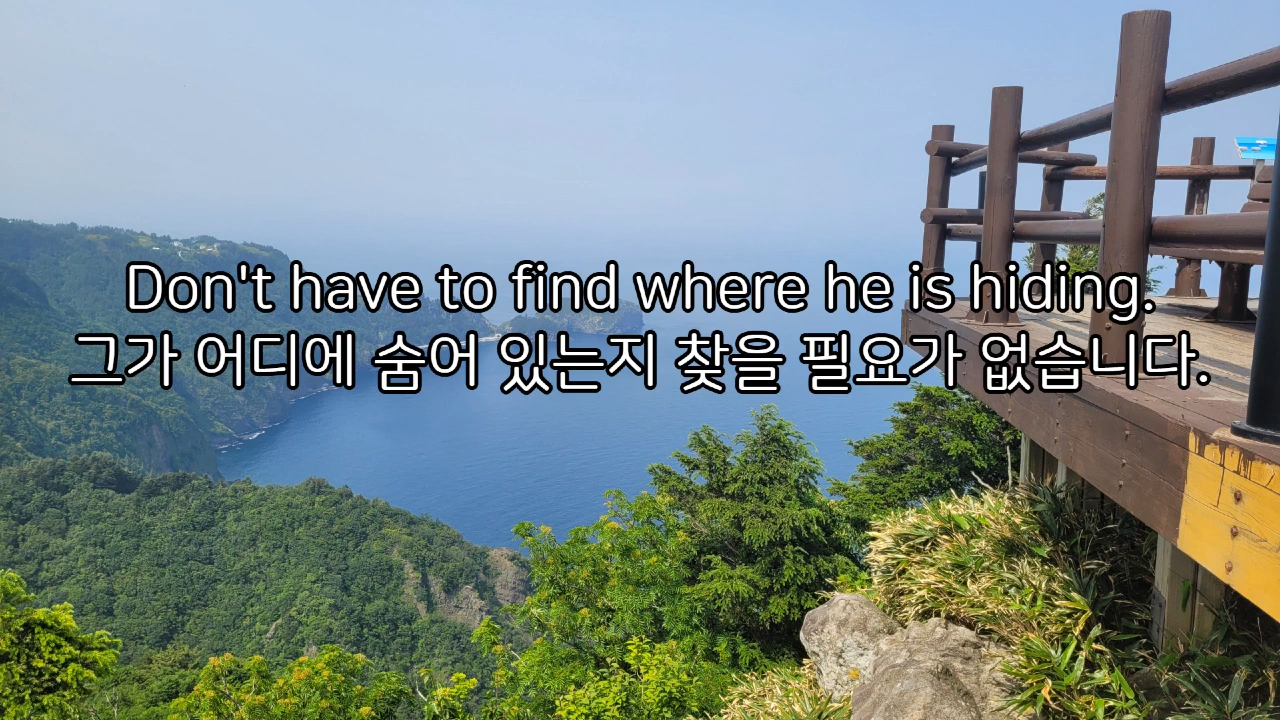 Don't have to find where he is hiding.
그가 어디에 숨어 있는지 찾을 필요가 없습니다.